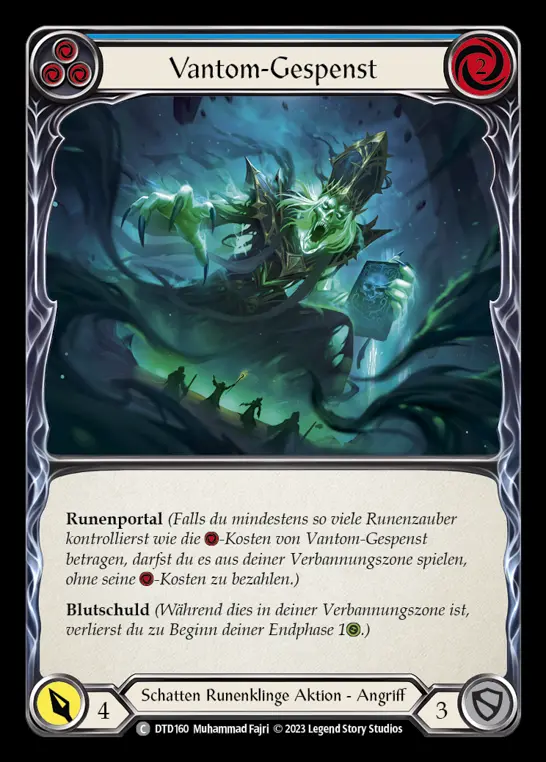 Vantom-Gespenst
2
Runenportal (Falls du mindestens so viele Runenzauber
kontrollierst wie die -Kosten von Vantom-Gespenst
betragen, darfst du es aus deiner Verbannungszone spielen,
ohne seine -Kosten zu bezahlen.)
Blutschuld (Während dies in deiner Verbannungszone ist,
verlierst du zu Beginn deiner Endphase 1.)
4
Schatten Runenklinge Aktion - Angriff
3
C DTD160 Muhammad Fajri © 2023 Legend Story Studios